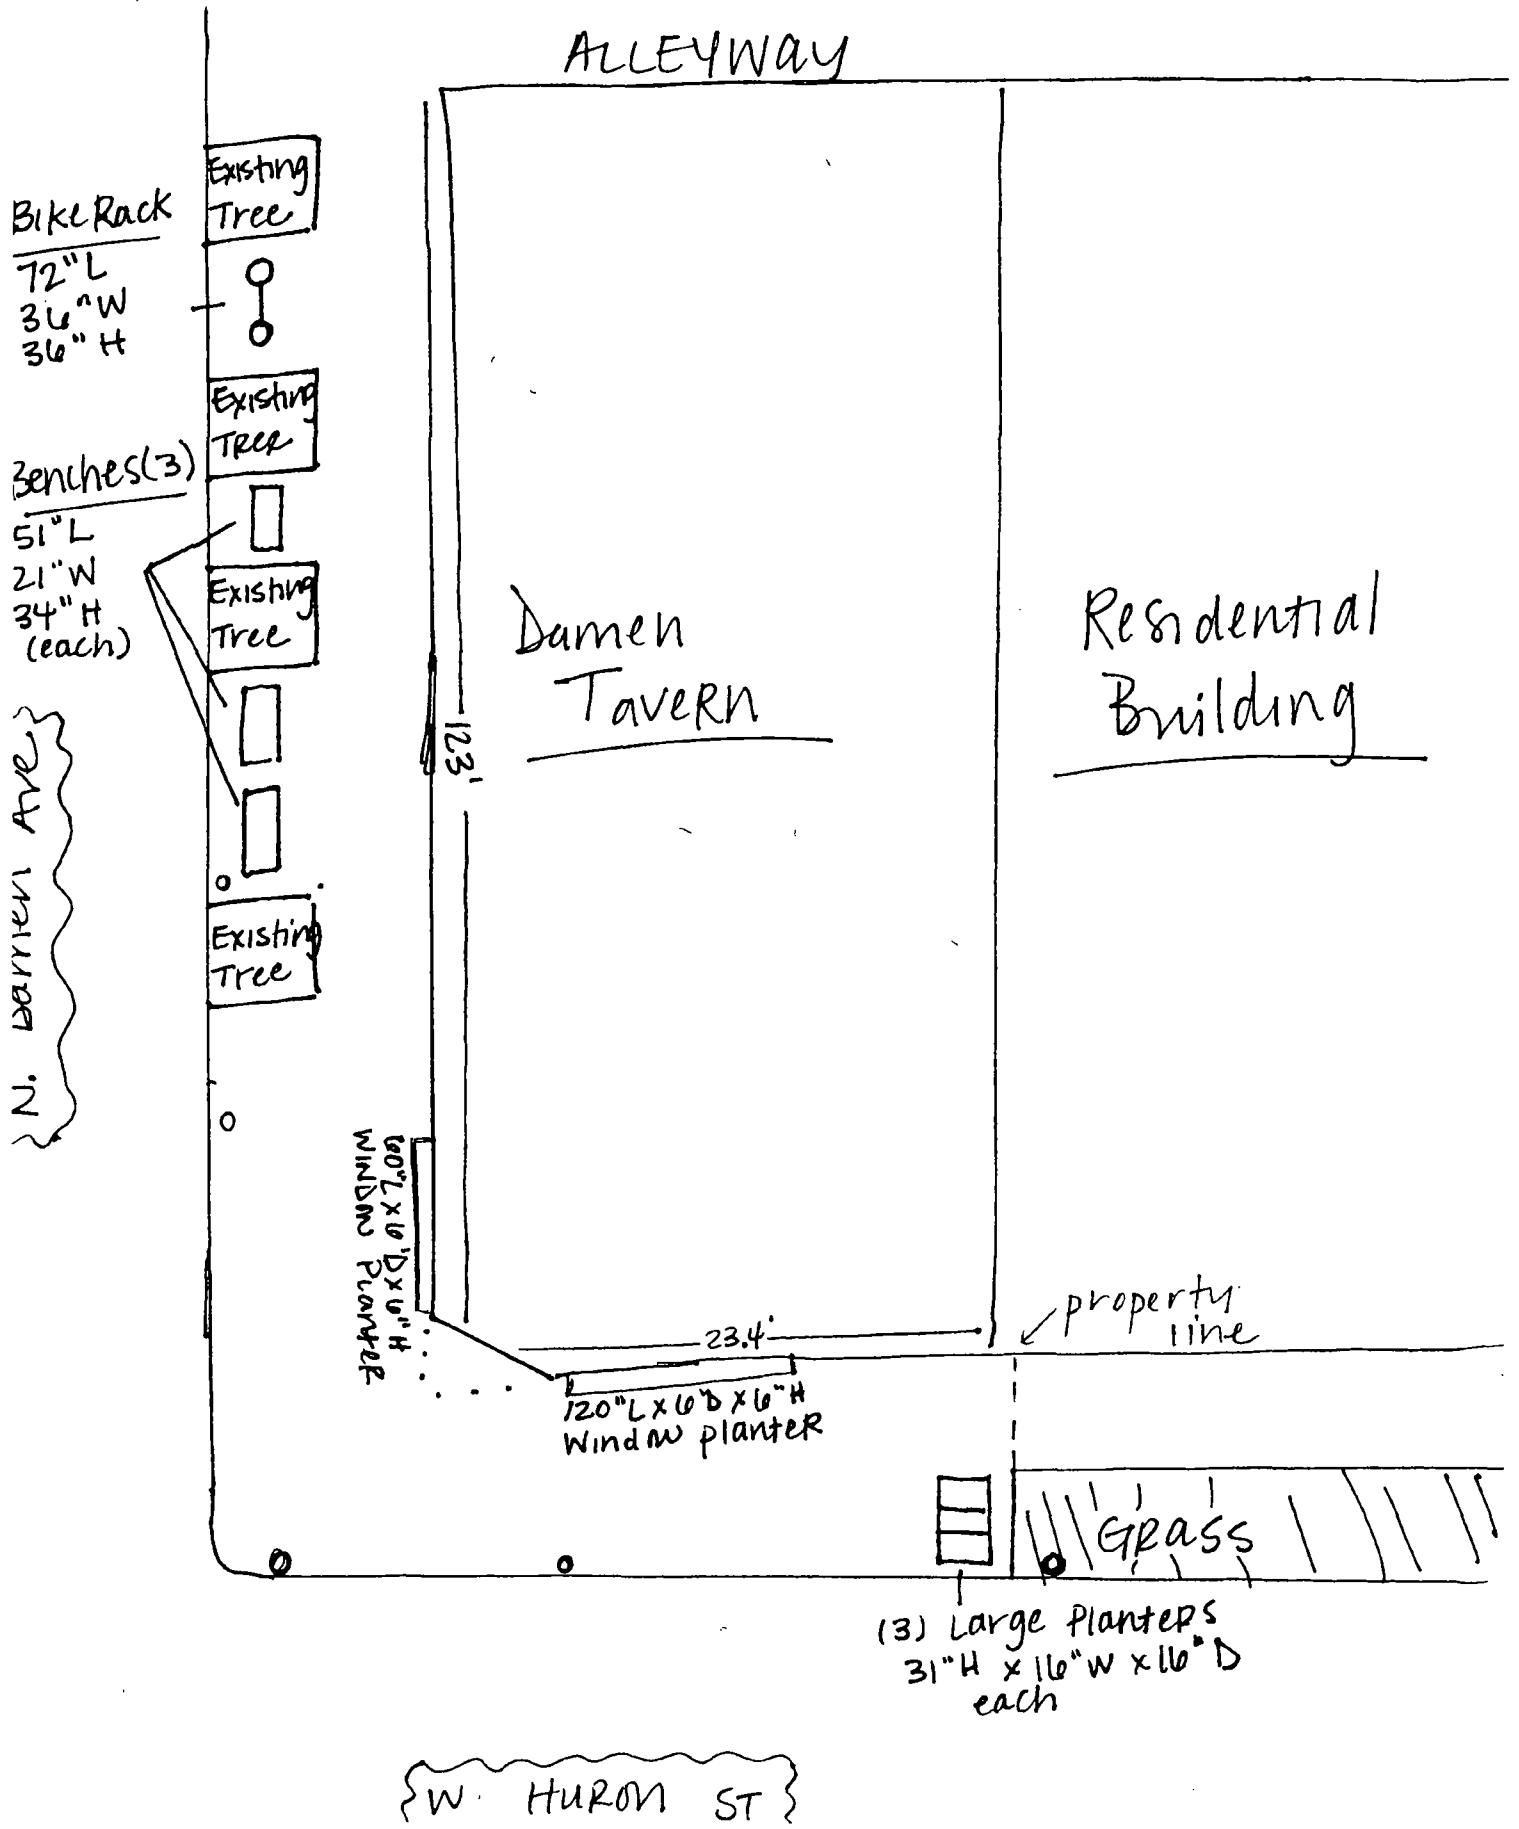 ALLEYWAY
Existing
Tree
Bike Rack
72"L
36"W
36"H
Existing
Tree
Benches(3)
51"L
21"W
34"H
(each)
Existing
Tree
Damen
Tavern
Residential
Building
123'
N. Damen Ave
Existing
Tree
60"L x 6"D x 6"H
Window Planter
property
line
23.4'
120"L x 6"D x 6"H
Window planter
Grass
(3) Large Planters
31"H x 16"W x 16"D
each
W. HURON ST